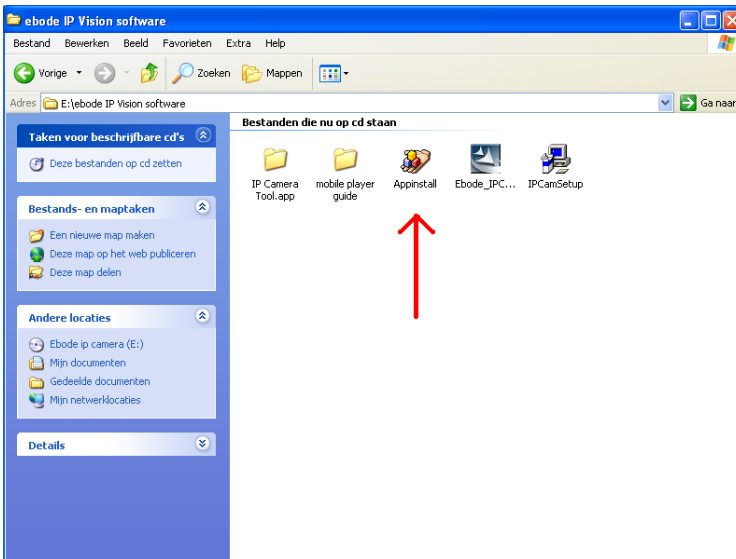 ebode IP Vision software
Bestand Bewerken Beeld Favorieten Extra Help
Vorige Zoeken Mappen
Adres E:\ebode IP Vision software Ga naar
Taken voor beschrijfbare cd's
Deze bestanden op cd zetten
Bestands- en maptaken
Een nieuwe map maken
Deze map op het web publiceren
Deze map delen
Andere locaties
Ebode ip camera (E:)
Mijn documenten
Gedeelde documenten
Mijn netwerklocaties
Details
Bestanden die nu op cd staan
IP Camera
Tool.app
mobile player
guide
Appinstall
Ebode_IPC...
IPCamSetup